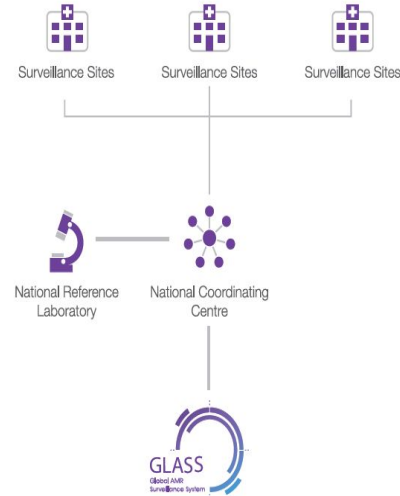 Surveillance Sites
Surveillance Sites
Surveillance Sites
National Reference
Laboratory
National Coordinating
Centre
GLASS
Global AMR
Surveillance System